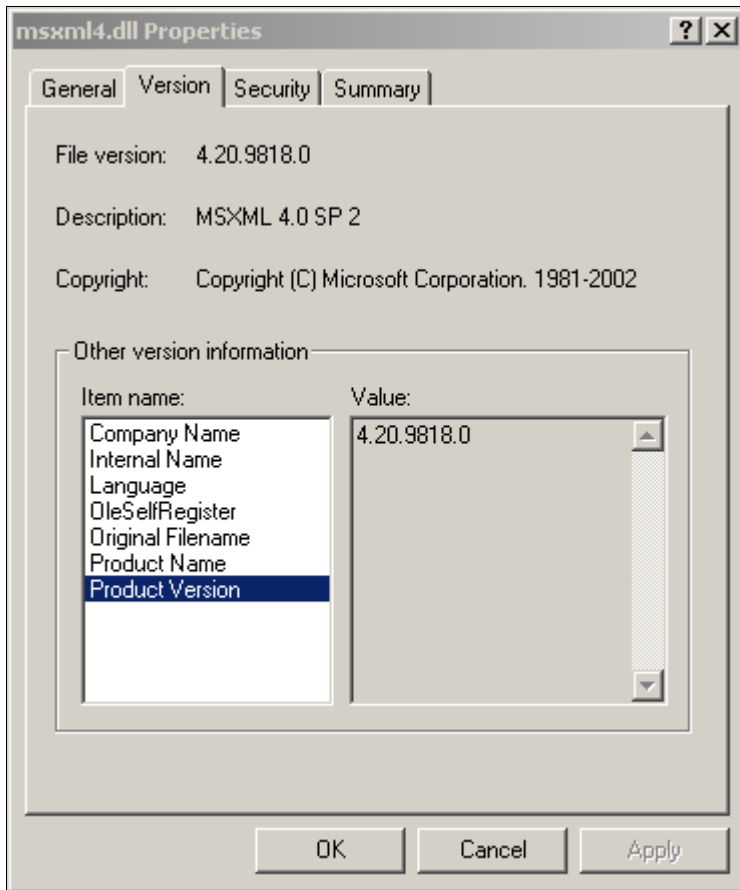 msxml4.dll Properties
General Version Security Summary
File version: 4.20.9818.0
Description: MSXML 4.0 SP 2
Copyright: Copyright (C) Microsoft Corporation. 1981-2002
Other version information
Item name: Value:
Company Name 4.20.9818.0
Internal Name
Language
OleSelfRegister
Original Filename
Product Name
Product Version
OK Cancel Apply